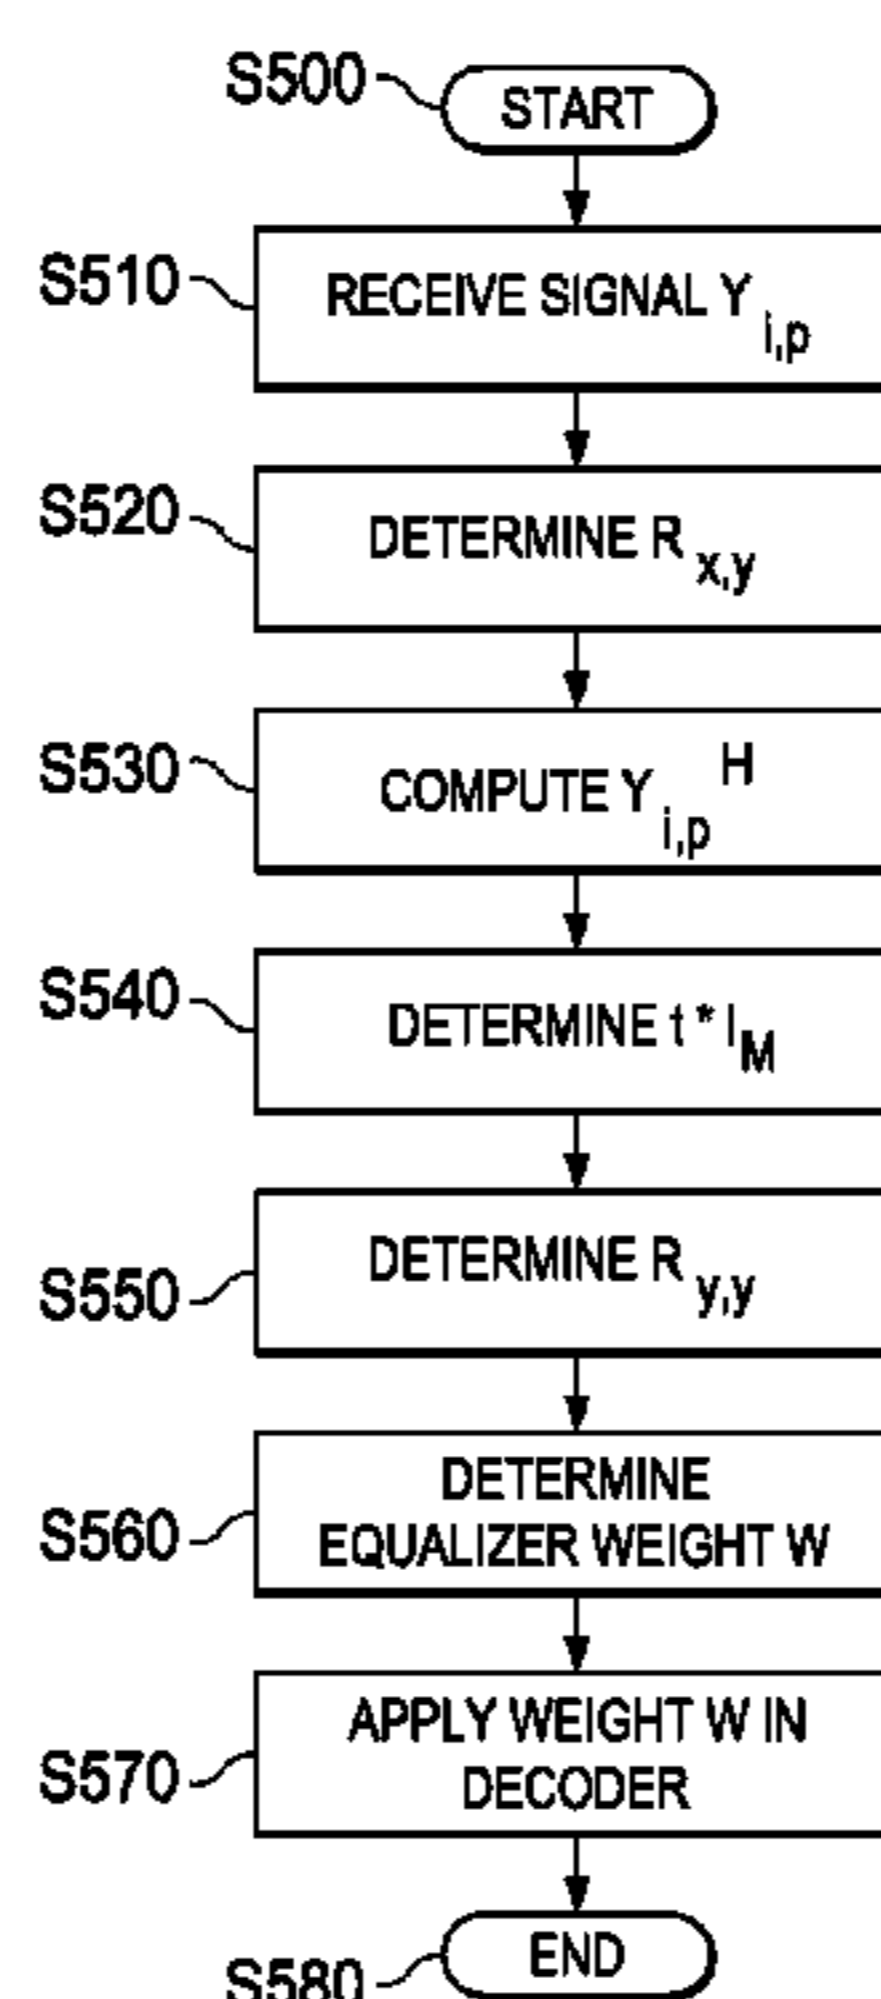 S500
START
S510
RECEIVE SIGNAL Y i,p
S520
DETERMINE R x,y
S530
COMPUTE Y i,p H
S540
DETERMINE t * I M
S550
DETERMINE R y,y
S560
DETERMINE
EQUALIZER WEIGHT W
S570
APPLY WEIGHT W IN
DECODER
S580
END